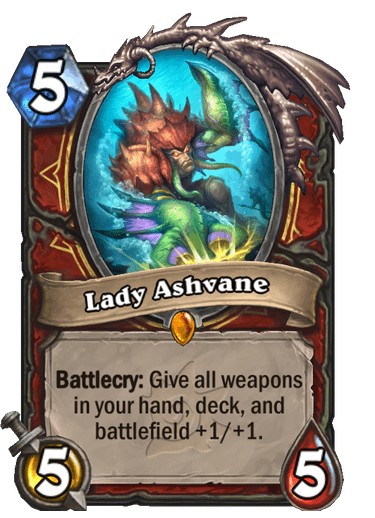 5
Lady Ashvane
Battlecry: Give all weapons
in your hand, deck, and
battlefield +1/+1.
5
5